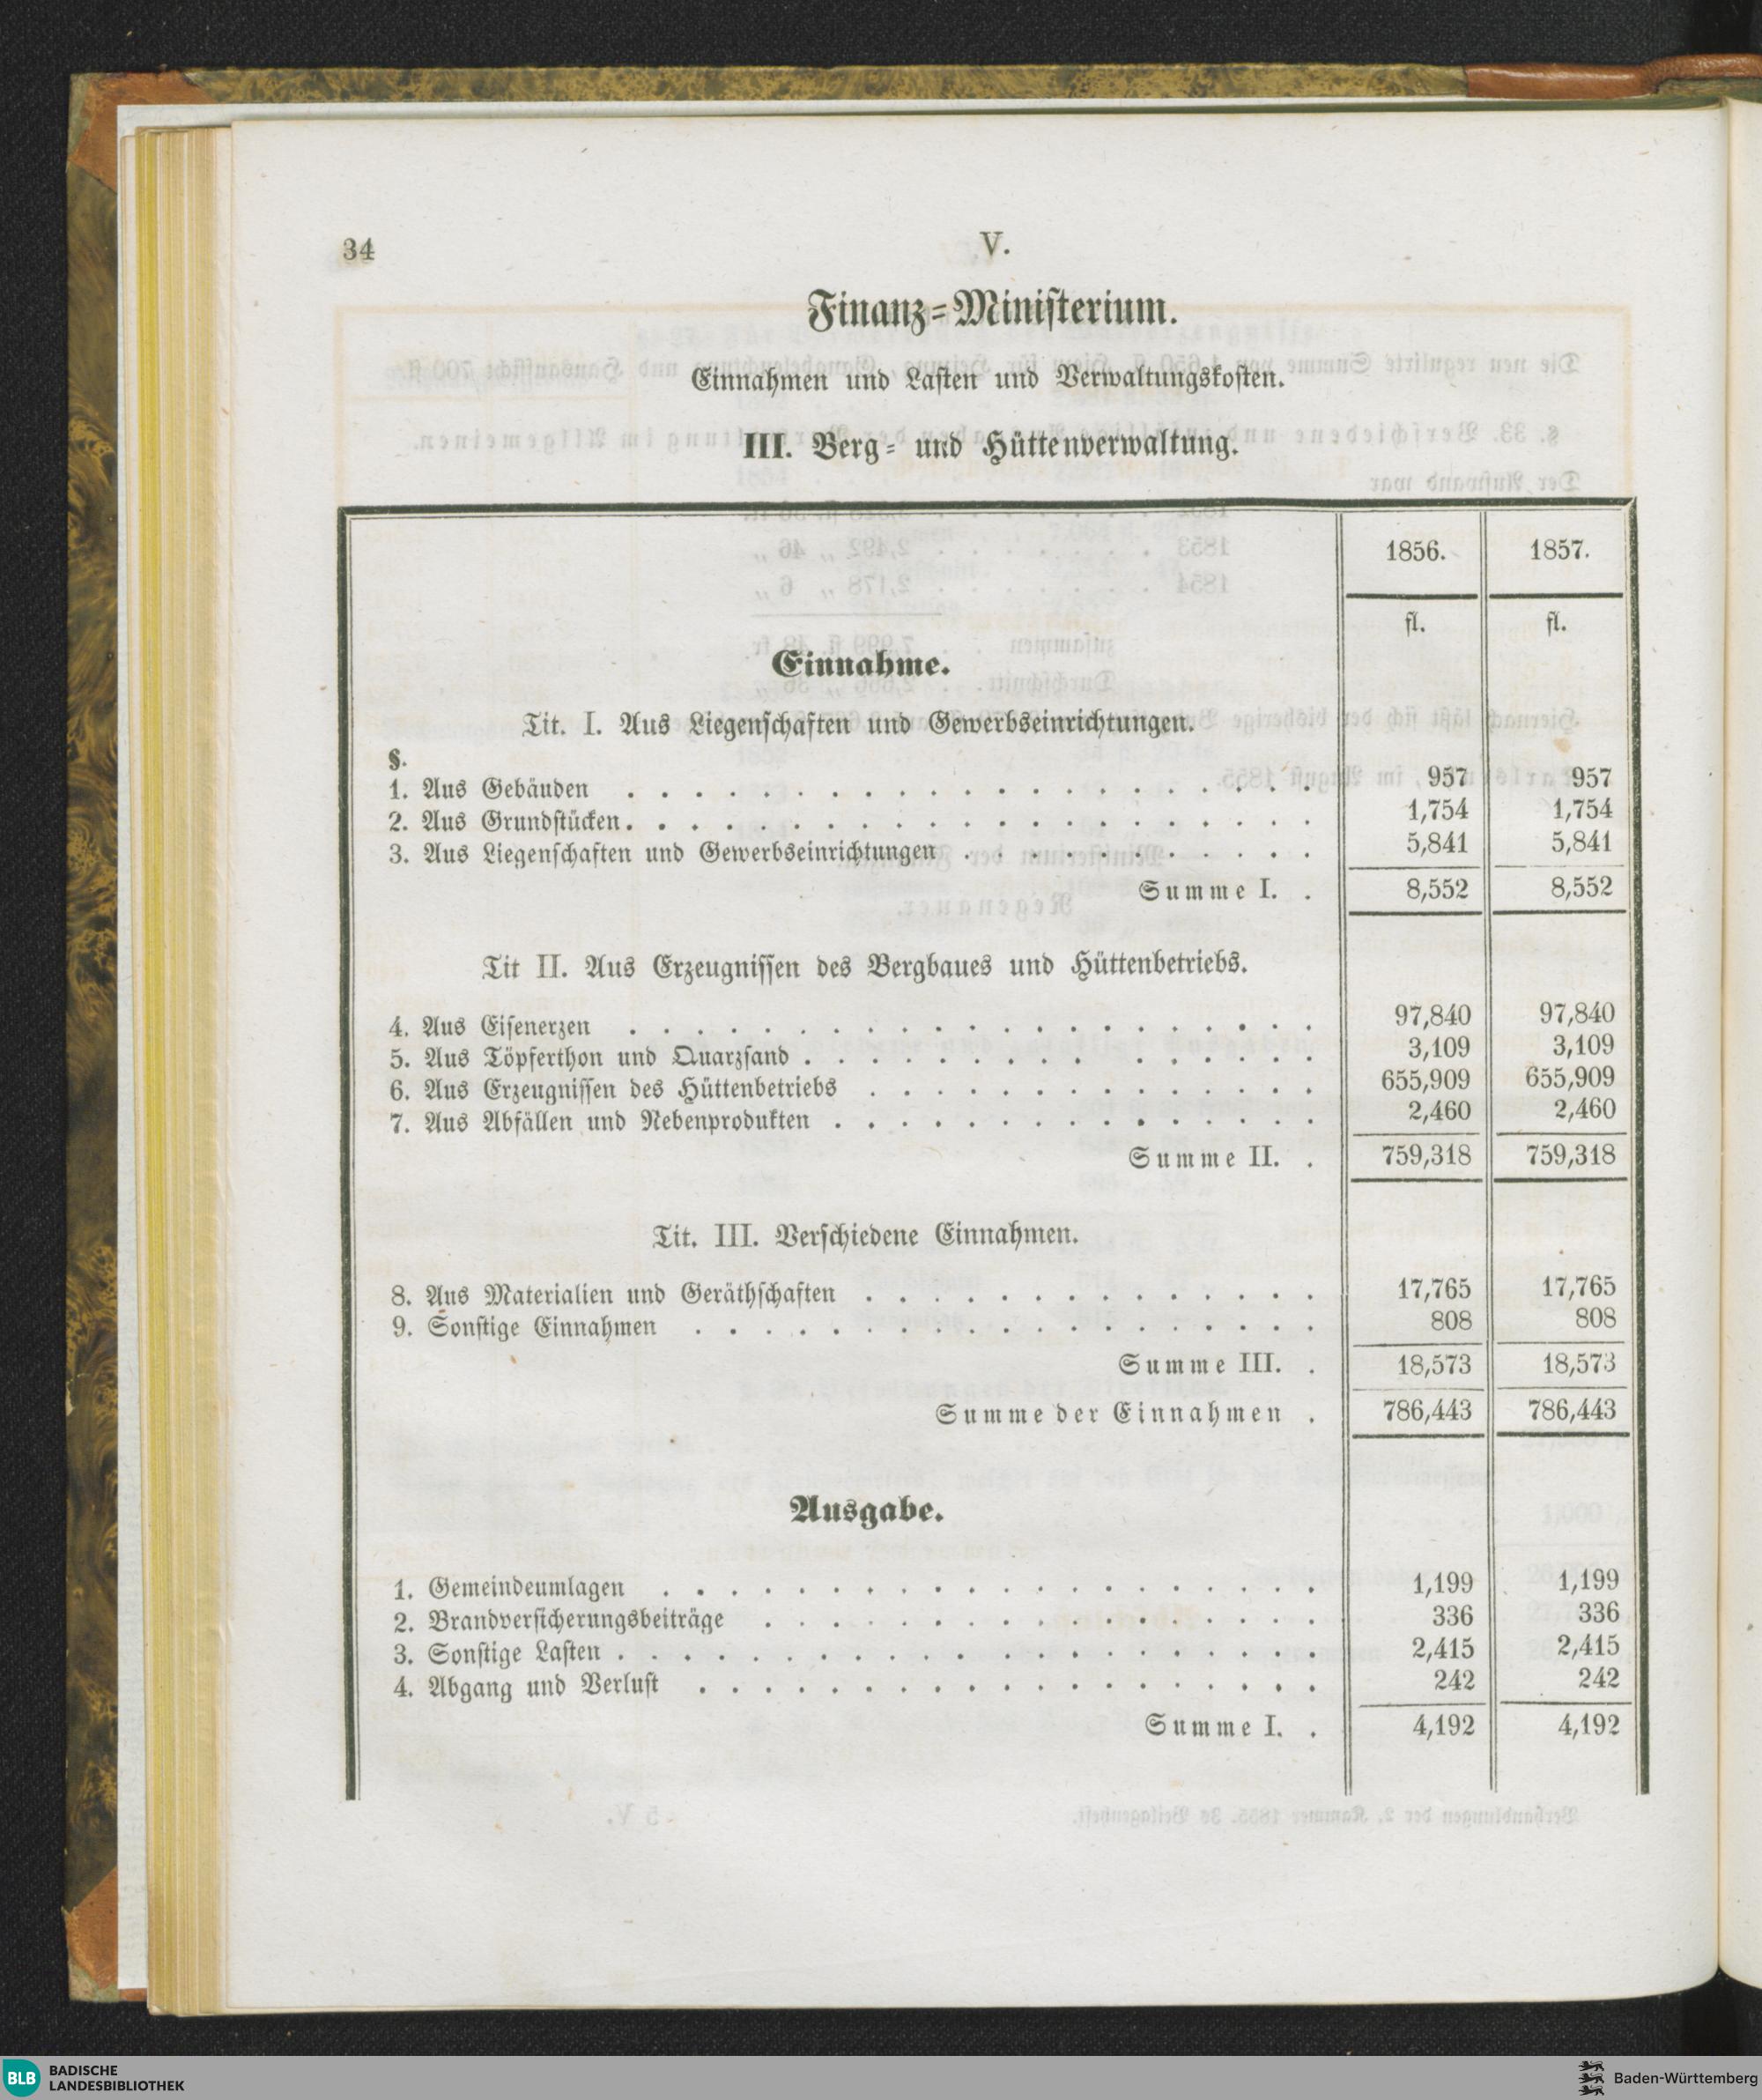 34
V.
Finanz-Ministerium.
Einnahmen und Lasten und Verwaltungskosten.
III. Berg- und Hüttenverwaltung.
1856. 1857.
fl. fl.
Einnahme.
Tit. I. Aus Liegenschaften und Gewerbseinrichtungen.
§.
1. Aus Gebäuden . . . . . . 957 957
2. Aus Grundstücken . . . . . . 1,754 1,754
3. Aus Liegenschaften und Gewerbseinrichtungen . . . . . . 5,841 5,841
Summe I. . 8,552 8,552
Tit II. Aus Erzeugnissen des Bergbaues und Hüttenbetriebs.
4. Aus Eisenerzen . . . . . . 97,840 97,840
5. Aus Töpferthon und Quarzsand . . . . . . 3,109 3,109
6. Aus Erzeugnissen des Hüttenbetriebs . . . . . . 655,909 655,909
7. Aus Abfällen und Nebenprodukten . . . . . . 2,460 2,460
Summe II. . 759,318 759,318
Tit. III. Verschiedene Einnahmen.
8. Aus Materialien und Geräthschaften . . . . . . 17,765 17,765
9. Sonstige Einnahmen . . . . . . 808 808
Summe III. . 18,573 18,573
Summe der Einnahmen . 786,443 786,443
Ausgabe.
1. Gemeindeumlagen . . . . . . 1,199 1,199
2. Brandversicherungsbeiträge . . . . . . 336 336
3. Sonstige Lasten . . . . . . 2,415 2,415
4. Abgang und Verlust . . . . . . 242 242
Summe I. . 4,192 4,192
BLB BADISCHE
LANDESBIBLIOTHEK
Baden-Württemberg